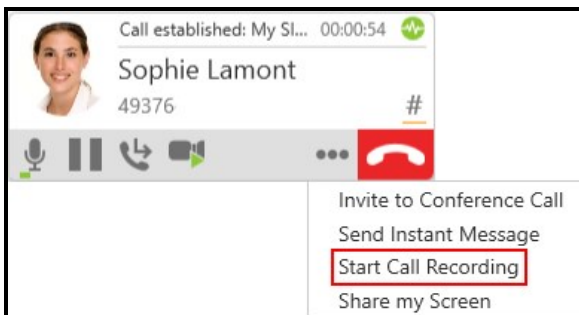 Call established: My Sl... 00:00:54
Sophie Lamont
49376 #
Invite to Conference Call
Send Instant Message
Start Call Recording
Share my Screen